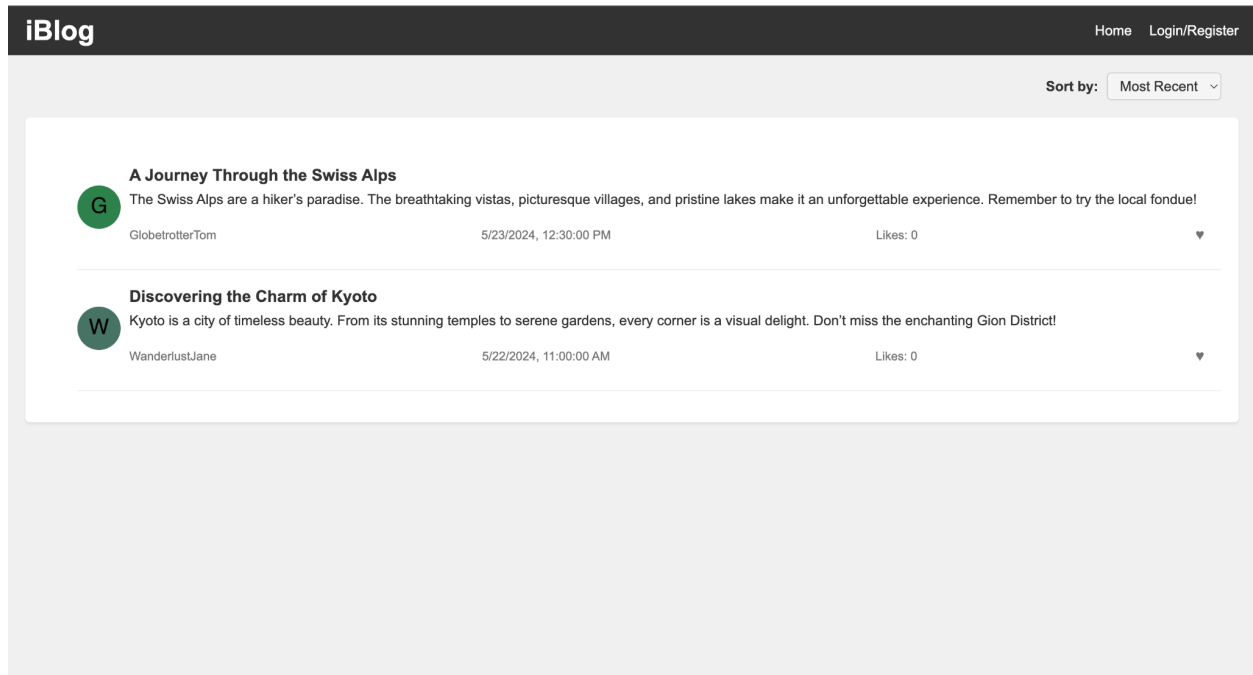 iBlog
Home Login/Register
Sort by: Most Recent
A Journey Through the Swiss Alps
G
The Swiss Alps are a hiker’s paradise. The breathtaking vistas, picturesque villages, and pristine lakes make it an unforgettable experience. Remember to try the local fondue!
GlobetrotterTom 5/23/2024, 12:30:00 PM Likes: 0 ♥
Discovering the Charm of Kyoto
W
Kyoto is a city of timeless beauty. From its stunning temples to serene gardens, every corner is a visual delight. Don’t miss the enchanting Gion District!
WanderlustJane 5/22/2024, 11:00:00 AM Likes: 0 ♥